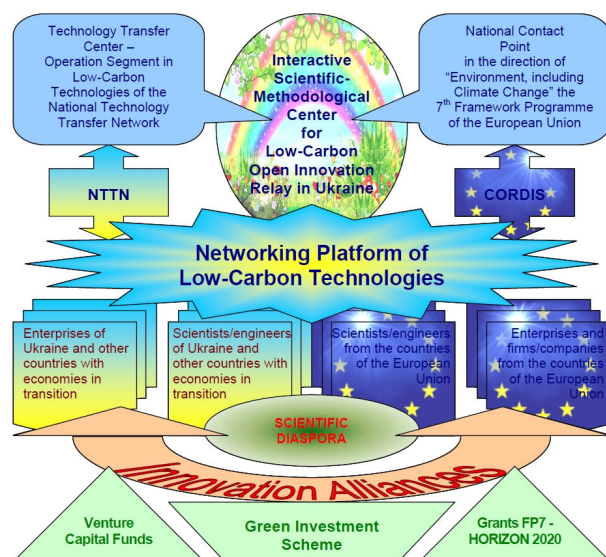 Technology Transfer
Center –
Operation Segment in
Low-Carbon
Technologies of the
National Technology
Transfer Network
Interactive
Scientific-
Methodological
Center
for
Low-Carbon
Open Innovation
Relay in Ukraine
National Contact
Point
in the direction of
“Environment, including
Climate Change” the
7th Framework Programme
of the European Union
NTTN
CORDIS
Networking Platform of
Low-Carbon Technologies
Enterprises of
Ukraine and other
countries with
economies in
transition
Scientists/engineers
of Ukraine and
other countries with
economies in
transition
Scientists/engineers
from the countries
of the European
Union
Enterprises and
firms/companies
from the countries
of the European
Union
SCIENTIFIC
DIASPORA
Innovation Alliances
Venture
Capital Funds
Green Investment
Scheme
Grants FP7 -
HORIZON 2020